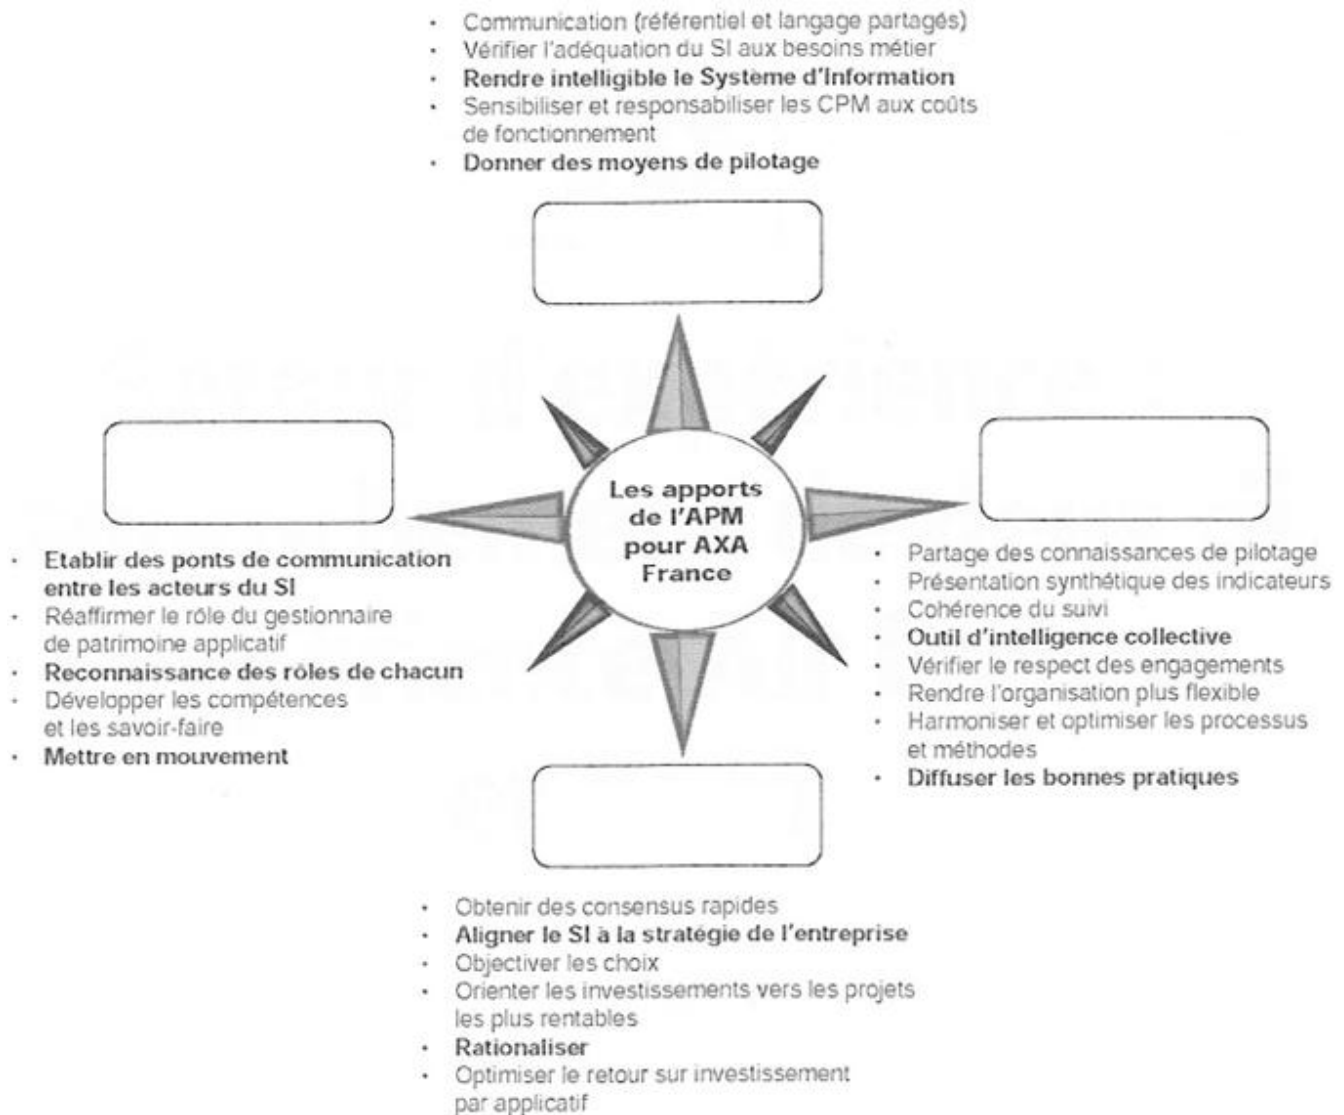 • Communication (référentiel et langage partagés)
• Vérifier l'adéquation du SI aux besoins métier
• Rendre intelligible le Système d'Information
• Sensibiliser et responsabiliser les CPM aux coûts
de fonctionnement
• Donner des moyens de pilotage
Les apports
de l'APM
pour AXA
France
• Etablir des ponts de communication
entre les acteurs du SI
• Réaffirmer le rôle du gestionnaire
de patrimoine applicatif
• Reconnaissance des rôles de chacun
• Développer les compétences
et les savoir-faire
• Mettre en mouvement
• Partage des connaissances de pilotage
• Présentation synthétique des indicateurs
• Cohérence du suivi
• Outil d'intelligence collective
• Vérifier le respect des engagements
• Rendre l'organisation plus flexible
• Harmoniser et optimiser les processus
et méthodes
• Diffuser les bonnes pratiques
• Obtenir des consensus rapides
• Aligner le SI à la stratégie de l'entreprise
• Objectiver les choix
• Orienter les investissements vers les projets
les plus rentables
• Rationaliser
• Optimiser le retour sur investissement
par applicatif